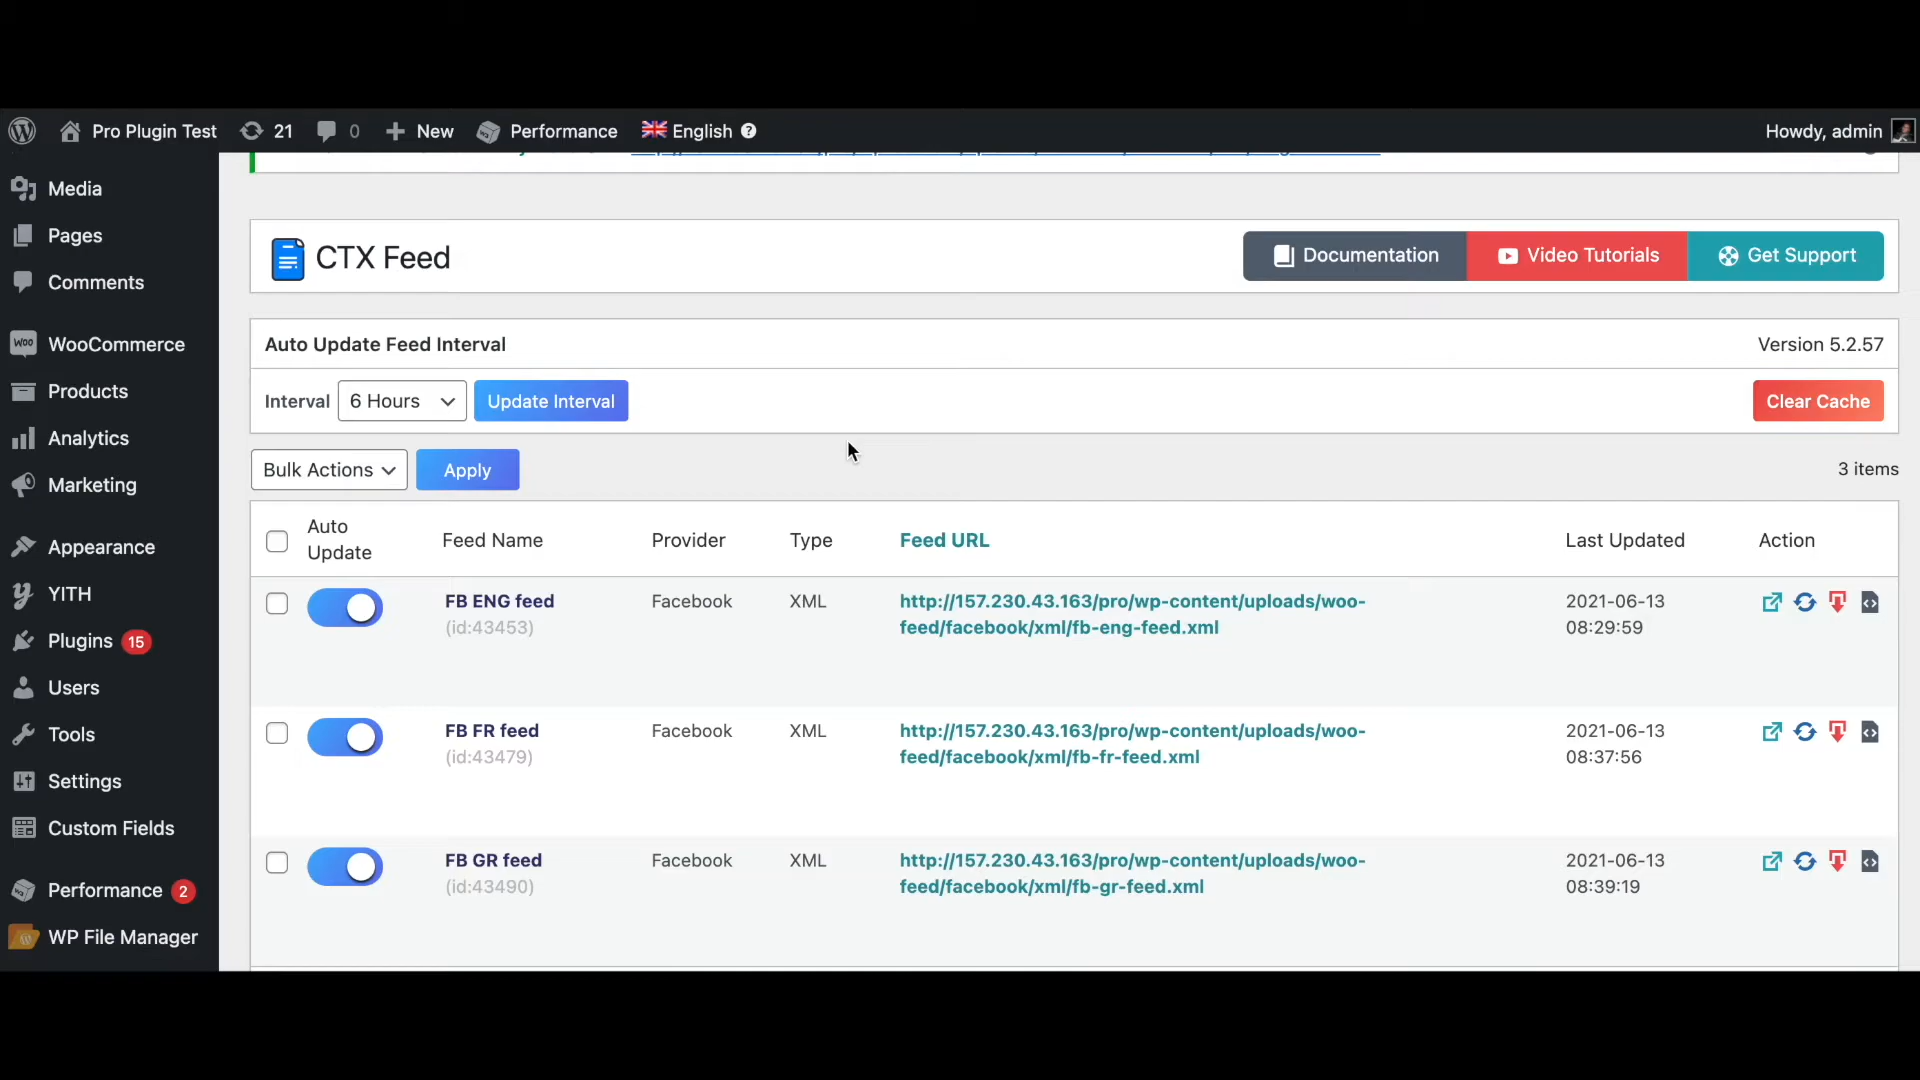 Pro Plugin Test 21 0 New Performance English Howdy, admin
Media
Pages
Comments
WooCommerce
Products
Analytics
Marketing
Appearance
YITH
Plugins 15
Users
Tools
Settings
Custom Fields
Performance 2
WP File Manager
CTX Feed
Documentation Video Tutorials Get Support
Auto Update Feed Interval Version 5.2.57
Interval 6 Hours Update Interval Clear Cache
Bulk Actions Apply 3 items
Auto Update Feed Name Provider Type Feed URL Last Updated Action
FB ENG feed Facebook XML http://157.230.43.163/pro/wp-content/uploads/woo- 2021-06-13
(id:43453) feed/facebook/xml/fb-eng-feed.xml 08:29:59
FB FR feed Facebook XML http://157.230.43.163/pro/wp-content/uploads/woo- 2021-06-13
(id:43479) feed/facebook/xml/fb-fr-feed.xml 08:37:56
FB GR feed Facebook XML http://157.230.43.163/pro/wp-content/uploads/woo- 2021-06-13
(id:43490) feed/facebook/xml/fb-gr-feed.xml 08:39:19